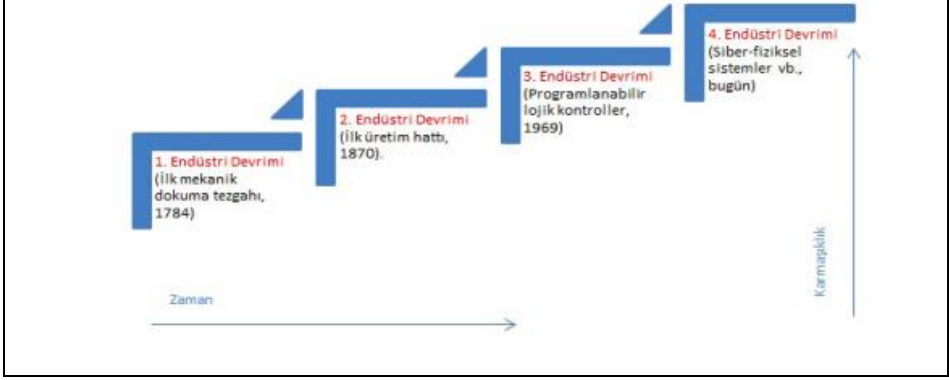 1. Endüstri Devrimi
(İlk mekanik
dokuma tezgahı,
1784)
2. Endüstri Devrimi
(İlk üretim hattı,
1870).
3. Endüstri Devrimi
(Programlanabilir
lojik kontroller,
1969)
4. Endüstri Devrimi
(Siber-fiziksel
sistemler vb.,
bugün)
Zaman
Karmaşıklık